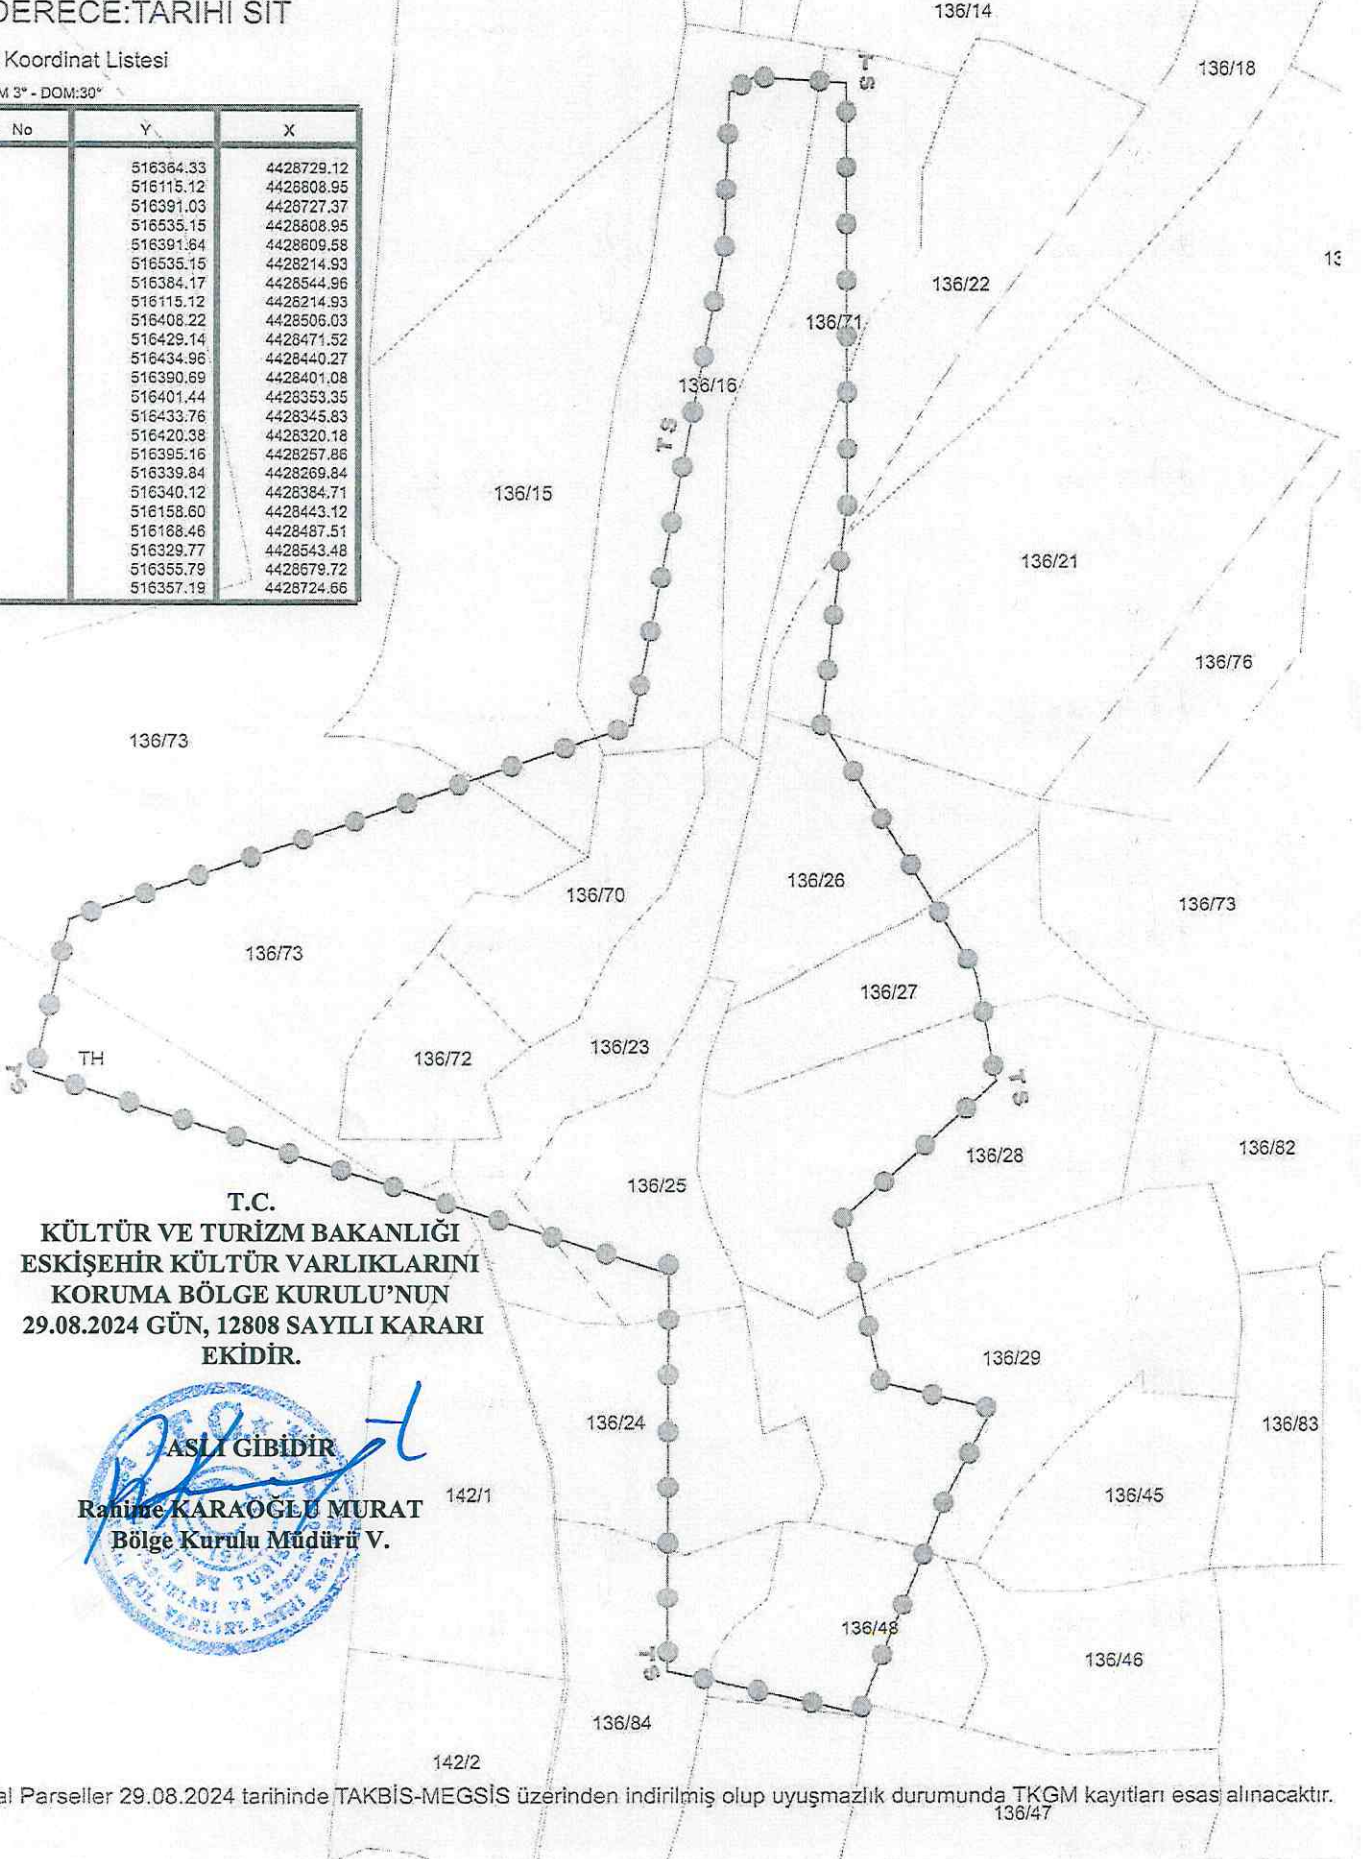 DERECE:TARİHİ SİT
Koordinat Listesi
M 3° - DOM:30°
No Y X
516364.33 4428729.12
516115.12 4428808.95
516391.03 4428727.37
516535.15 4428808.95
516391.64 4428609.58
516535.15 4428214.93
516384.17 4428544.96
516115.12 4428214.93
516408.22 4428506.03
516429.14 4428471.52
516434.96 4428440.27
516390.69 4428401.08
516401.44 4428353.35
516433.76 4428345.83
516420.38 4428320.18
516395.16 4428257.86
516339.84 4428269.84
516340.12 4428384.71
516158.60 4428443.12
516168.46 4428487.51
516329.77 4428543.48
516355.79 4428679.72
516357.19 4428724.66
136/14
136/18
TS
136/22
136/71
136/16
TS
136/15
136/21
136/76
136/73
136/26
136/70
136/73
136/73
136/27
136/23
136/72
TH
TS
TS
136/82
136/28
136/25
T.C.
KÜLTÜR VE TURİZM BAKANLIĞI
ESKİŞEHİR KÜLTÜR VARLIKLARINI
KORUMA BÖLGE KURULU'NUN
29.08.2024 GÜN, 12808 SAYILI KARARI
EKİDİR.
136/29
136/24
136/83
ASLI GİBİDİR
142/1
136/45
Rahime KARAOĞLU MURAT
Bölge Kurulu Müdürü V.
136/48
136/46
TS
136/84
142/2
al Parseller 29.08.2024 tarihinde TAKBİS-MEGSİS üzerinden indirilmiş olup uyuşmazlık durumunda TKGM kayıtları esas alınacaktır.
136/47